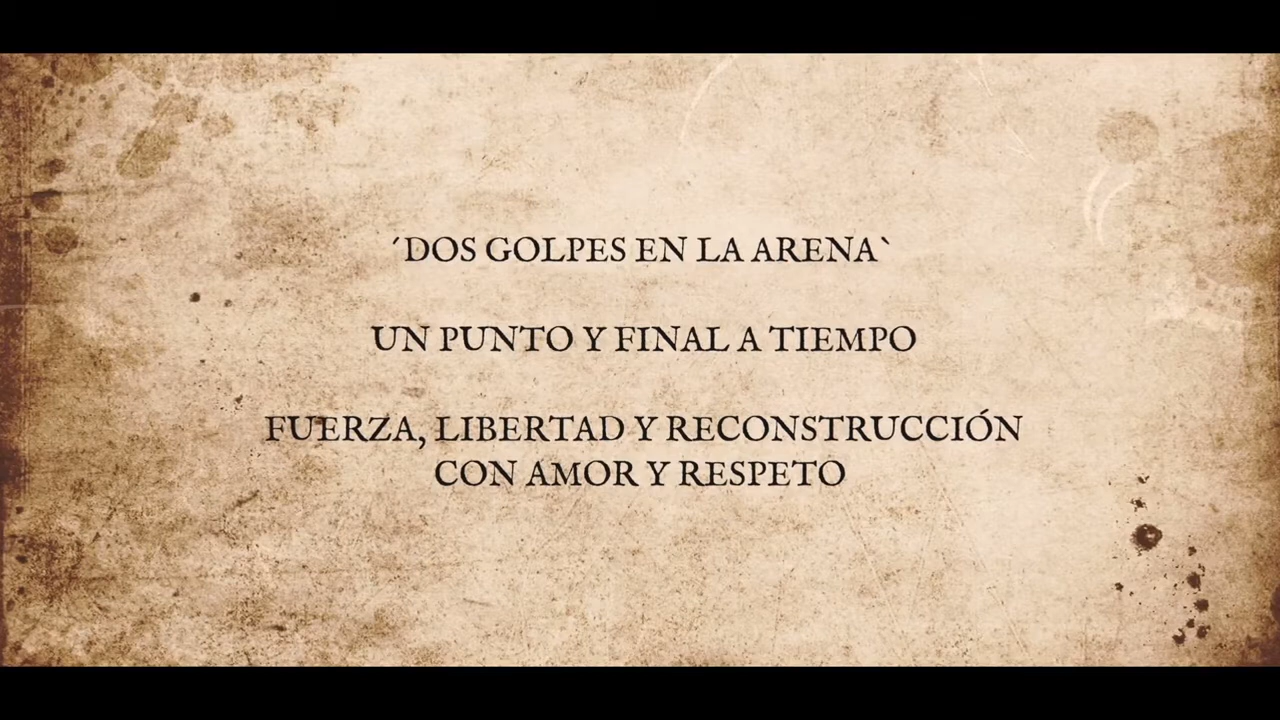 ´DOS GOLPES EN LA ARENA`
UN PUNTO Y FINAL A TIEMPO
FUERZA, LIBERTAD Y RECONSTRUCCIÓN
CON AMOR Y RESPETO